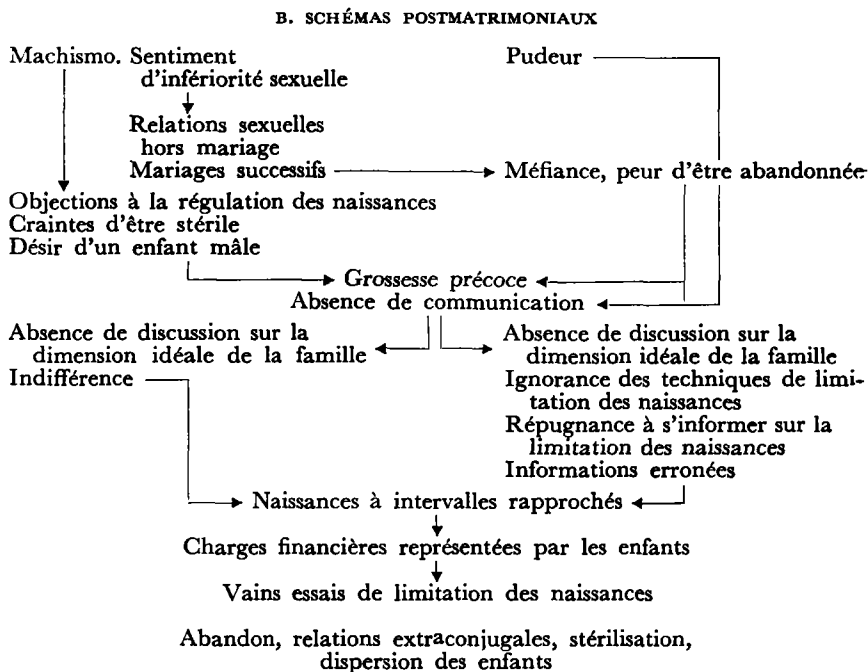 B. SCHÉMAS POSTMATRIMONIAUX
Machismo. Sentiment
d'infériorité sexuelle
Pudeur
Relations sexuelles
hors mariage
Mariages successifs
Méfiance, peur d'être abandonnée
Objections à la régulation des naissances
Craintes d'être stérile
Désir d'un enfant mâle
Grossesse précoce
Absence de communication
Absence de discussion sur la
dimension idéale de la famille
Indifférence
Absence de discussion sur la
dimension idéale de la famille
Ignorance des techniques de limi-
tation des naissances
Répugnance à s'informer sur la
limitation des naissances
Informations erronées
Naissances à intervalles rapprochés
Charges financières représentées par les enfants
Vains essais de limitation des naissances
Abandon, relations extraconjugales, stérilisation,
dispersion des enfants